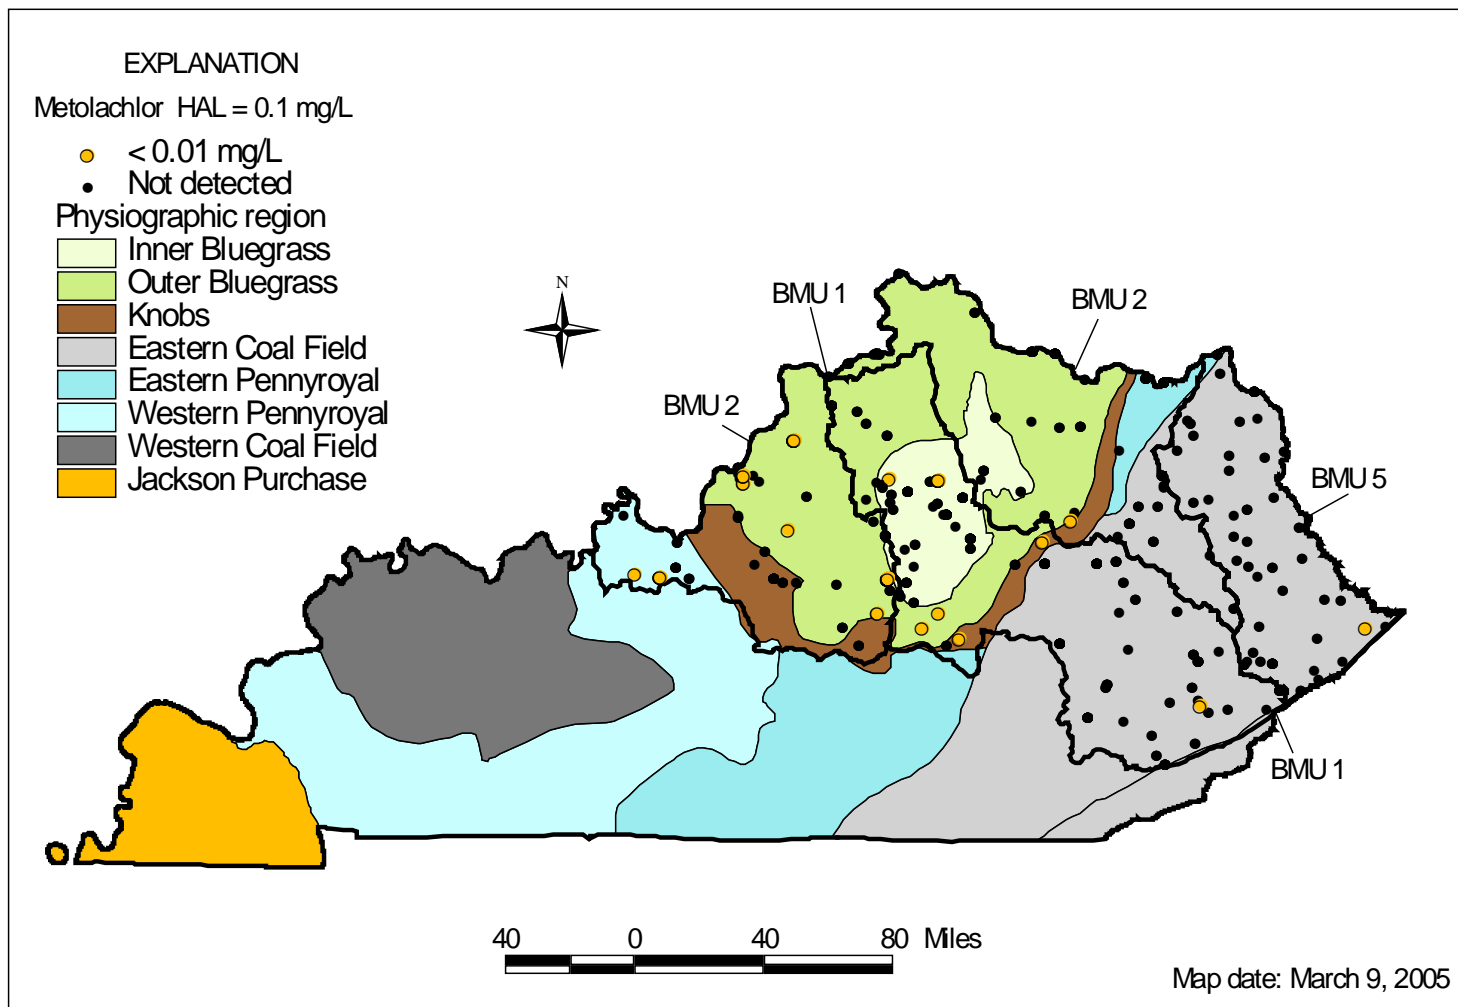 EXPLANATION
Metolachlor HAL = 0.1 mg/L
< 0.01 mg/L
Not detected
Physiographic region
Inner Bluegrass
Outer Bluegrass
Knobs
Eastern Coal Field
Eastern Pennyroyal
Western Pennyroyal
Western Coal Field
Jackson Purchase
N
BMU 1
BMU 2
BMU 2
BMU 5
BMU 1
40 0 40 80 Miles
Map date: March 9, 2005